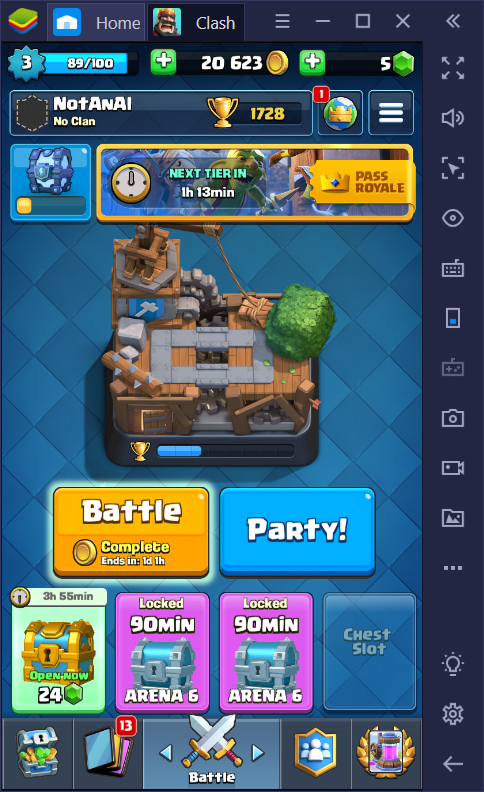 Home
Clash
3
89/100
20 623
5
NotAnAI
No Clan
1728
1
NEXT TIER IN
1h 13min
PASS
ROYALE
Battle
Complete
Ends in: 1d 1h
Party!
3h 55min
OPEN NOW
24
Locked
90MIN
ARENA 6
Locked
90MIN
ARENA 6
Chest
Slot
13
Battle